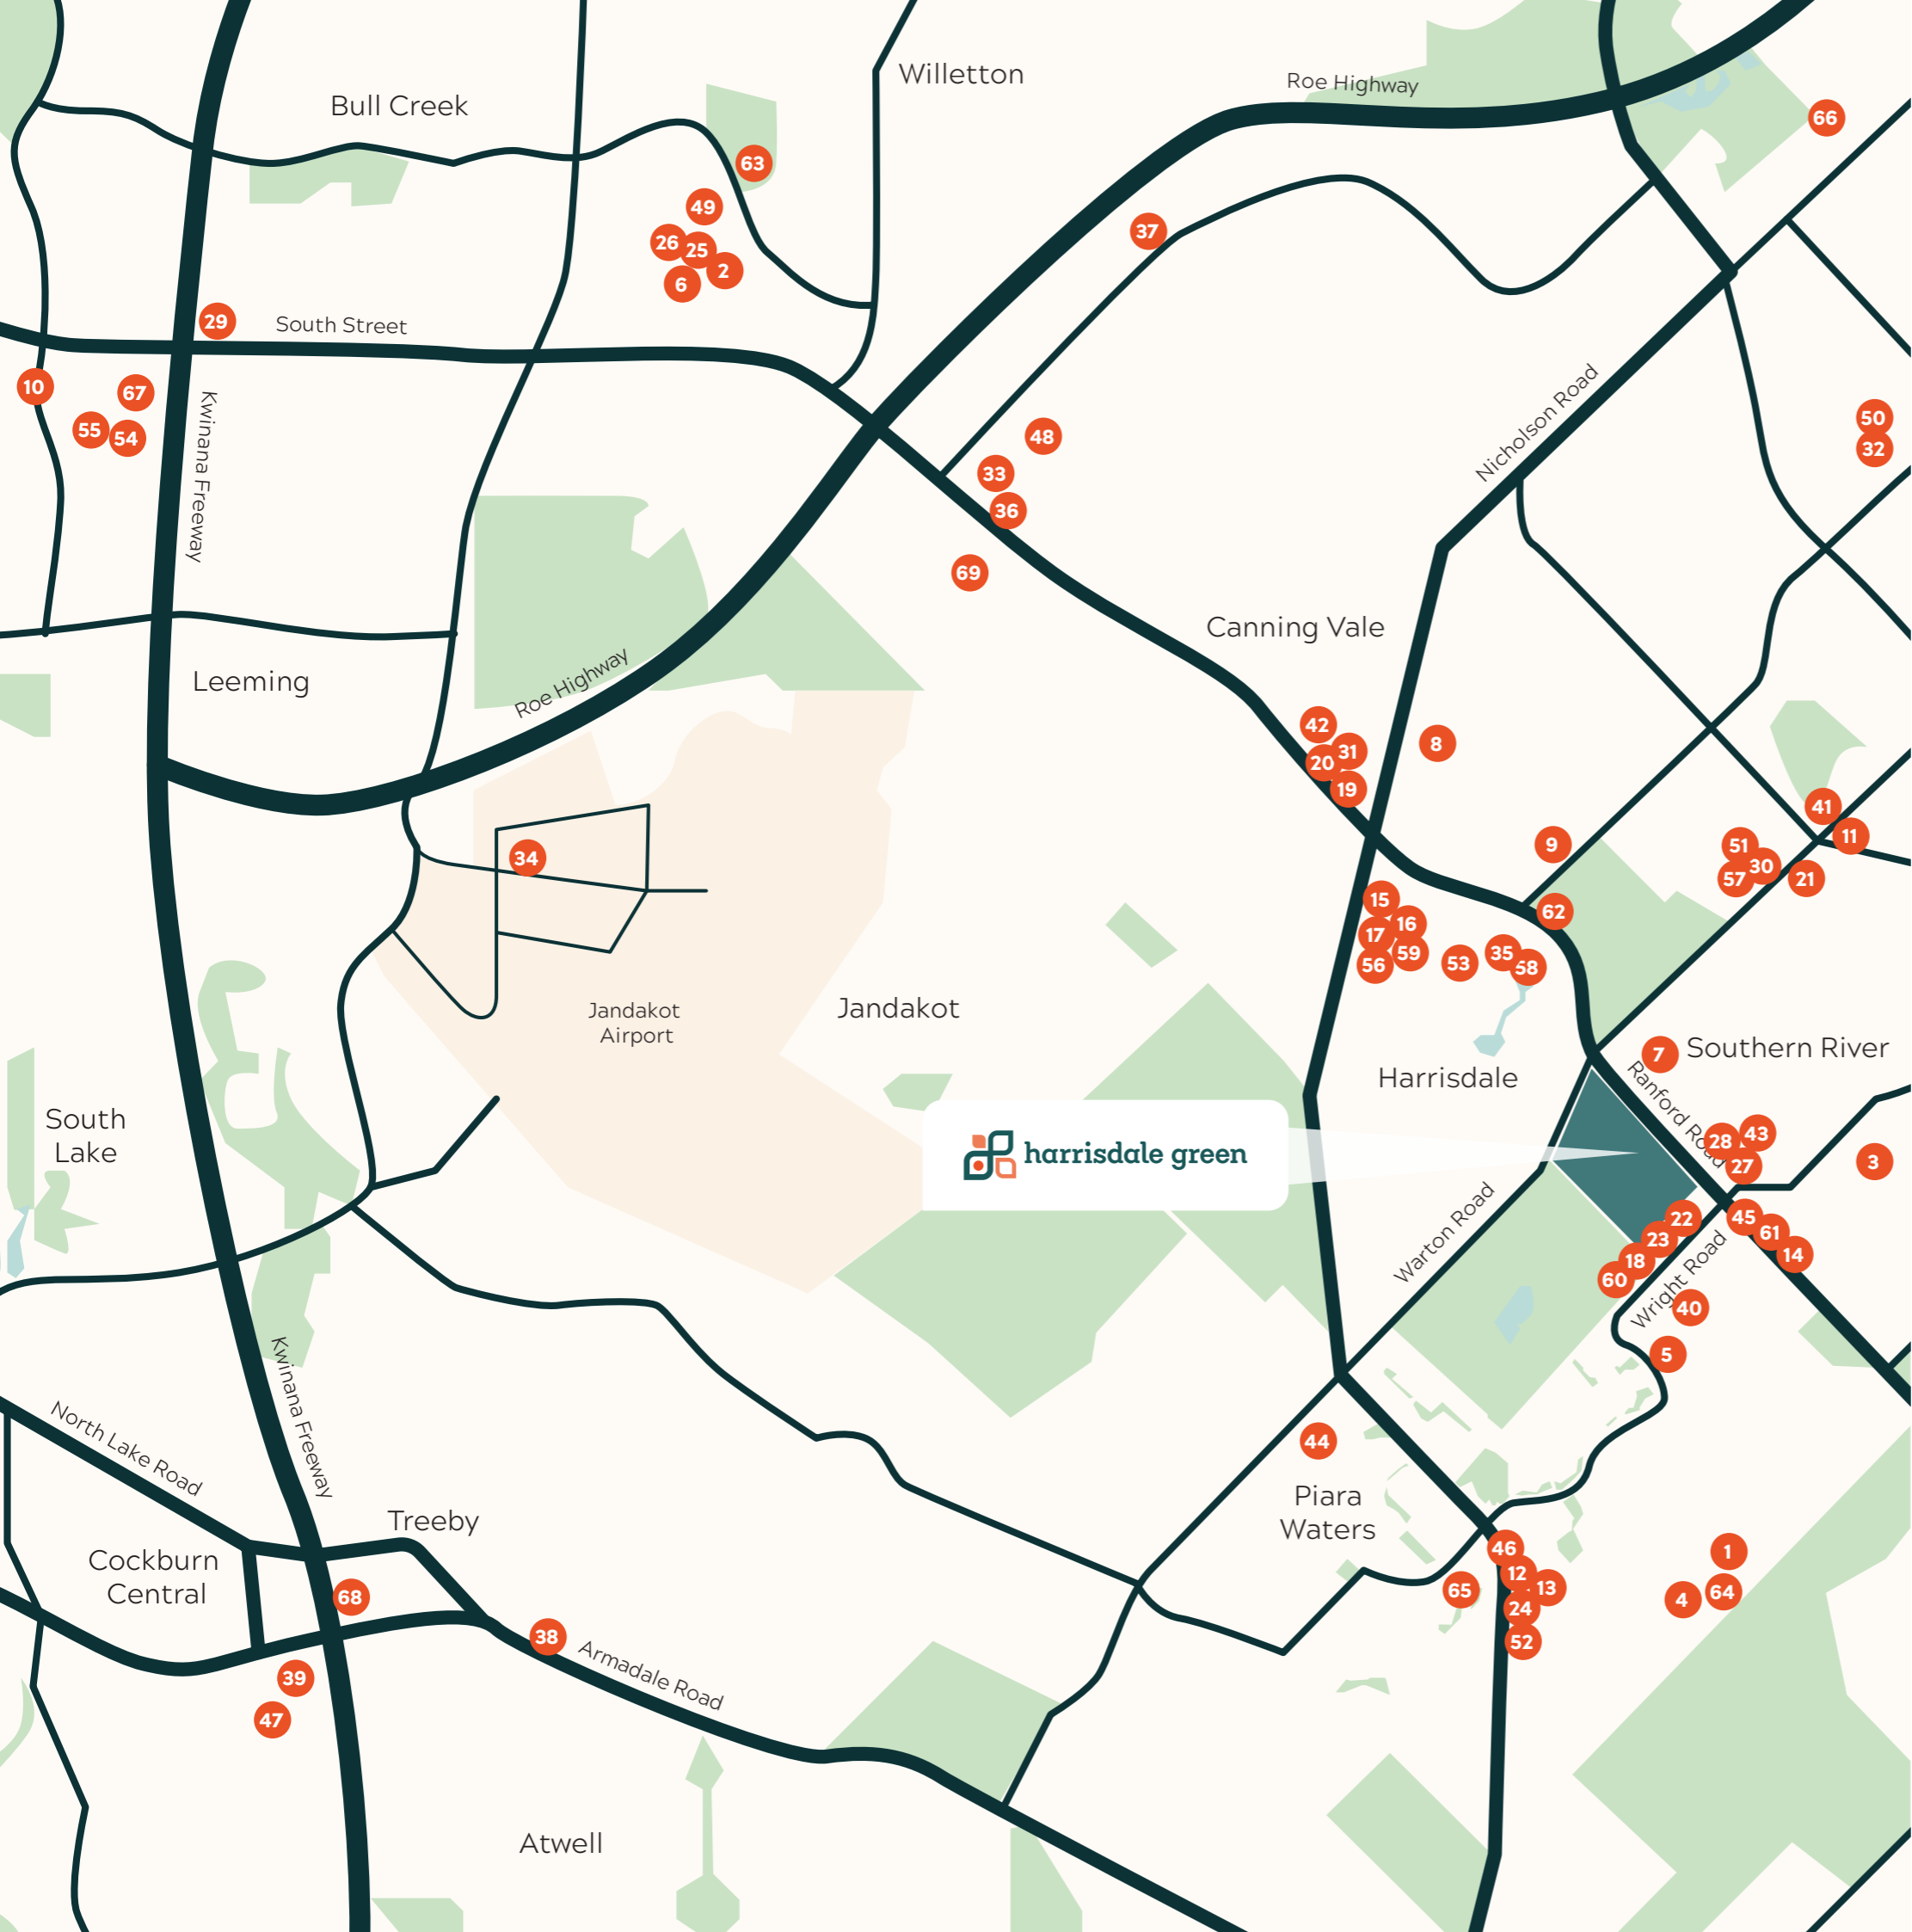 Willetton
Roe Highway
Bull Creek
66
63
49
37
26
25
2
6
29
South Street
10
67
55
54
Kwinana Freeway
Nicholson Road
50
32
48
33
36
69
Canning Vale
Leeming
Roe Highway
42
31
20
19
8
41
11
9
51
30
57
21
34
15
16
17
59
56
53
35
58
62
Jandakot
Airport
Jandakot
7
Southern River
Harrisdale
Ranford Road
South
Lake
harrisdale green
28
43
27
3
Warton Road
22
23
18
60
45
61
14
Wright Road
40
5
Kwinana Freeway
North Lake Road
44
Piara
Waters
Treeby
Cockburn
Central
46
12
13
24
52
65
1
4
64
68
38
Armadale Road
39
47
Atwell